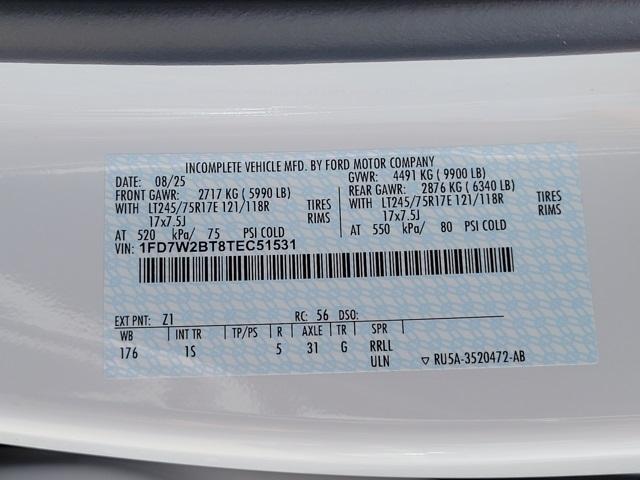 INCOMPLETE VEHICLE MFD. BY FORD MOTOR COMPANY
DATE: 08/25 GVWR: 4491 KG ( 9900 LB)
FRONT GAWR: 2717 KG ( 5990 LB) REAR GAWR: 2876 KG ( 6340 LB)
WITH LT245/75R17E 121/118R TIRES WITH LT245/75R17E 121/118R TIRES
17x7.5J RIMS 17x7.5J RIMS
AT 520 kPa/ 75 PSI COLD AT 550 kPa/ 80 PSI COLD
VIN: 1FD7W2BT8TEC51531
EXT PNT: Z1 RC: 56 DSO:
WB INT TR TP/PS R AXLE TR SPR
176 1S 5 31 G RRLL
ULN ▽ RU5A-3520472-AB